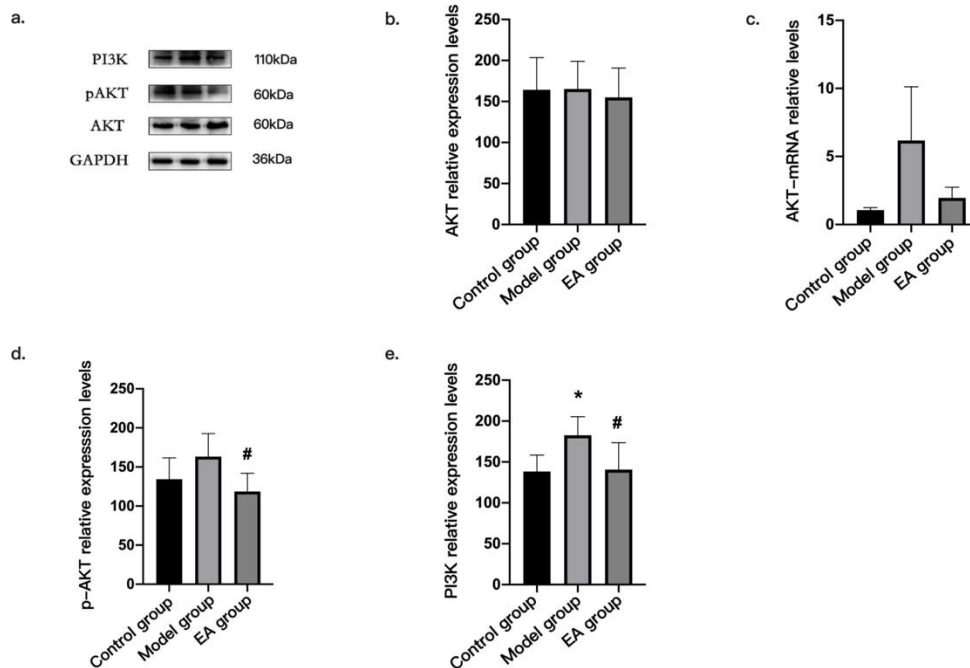 a.
PI3K 110kDa
pAKT 60kDa
AKT 60kDa
GAPDH 36kDa
b.
AKT relative expression levels
250
200
150
100
50
0
Control group
Model group
EA group
c.
AKT–mRNA relative levels
15
10
5
0
Control group
Model group
EA group
d.
p–AKT relative expresssion levels
250
200
150
100
50
0
#
Control group
Model group
EA group
e.
PI3K relative expression levels
250
200
150
100
50
0
*
#
Control group
Model group
EA group